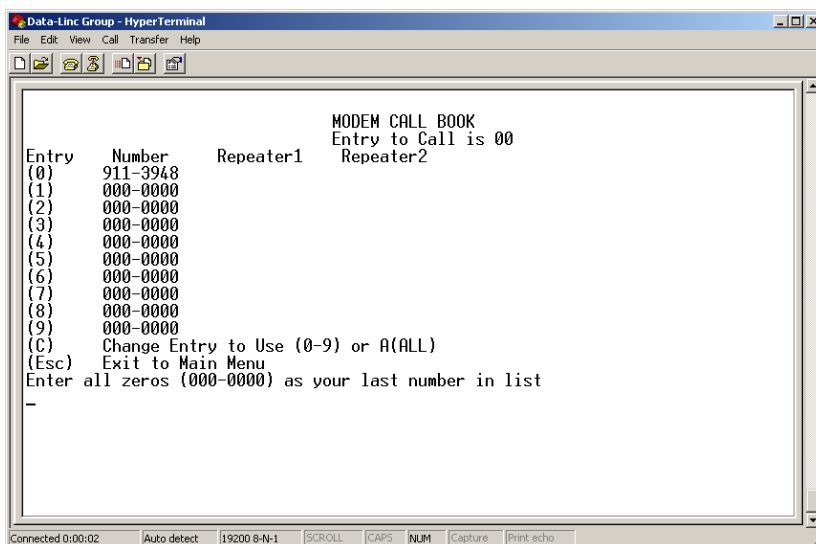 Data-Linc Group - HyperTerminal
File Edit View Call Transfer Help
MODEM CALL BOOK
Entry to Call is 00
Entry Number Repeater1 Repeater2
(0) 911-3948
(1) 000-0000
(2) 000-0000
(3) 000-0000
(4) 000-0000
(5) 000-0000
(6) 000-0000
(7) 000-0000
(8) 000-0000
(9) 000-0000
(C) Change Entry to Use (0-9) or A(ALL)
(Esc) Exit to Main Menu
Enter all zeros (000-0000) as your last number in list
_
Connected 0:00:02 Auto detect 19200 8-N-1 SCROLL CAPS NUM Capture Print echo